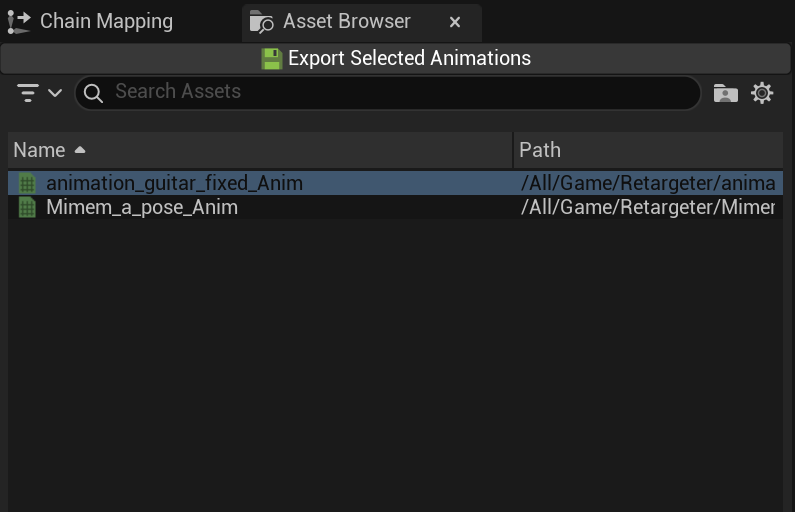 Chain Mapping
Asset Browser
Export Selected Animations
Search Assets
Name
Path
animation_guitar_fixed_Anim
/All/Game/Retargeter/anima
Mimem_a_pose_Anim
/All/Game/Retargeter/Mimer